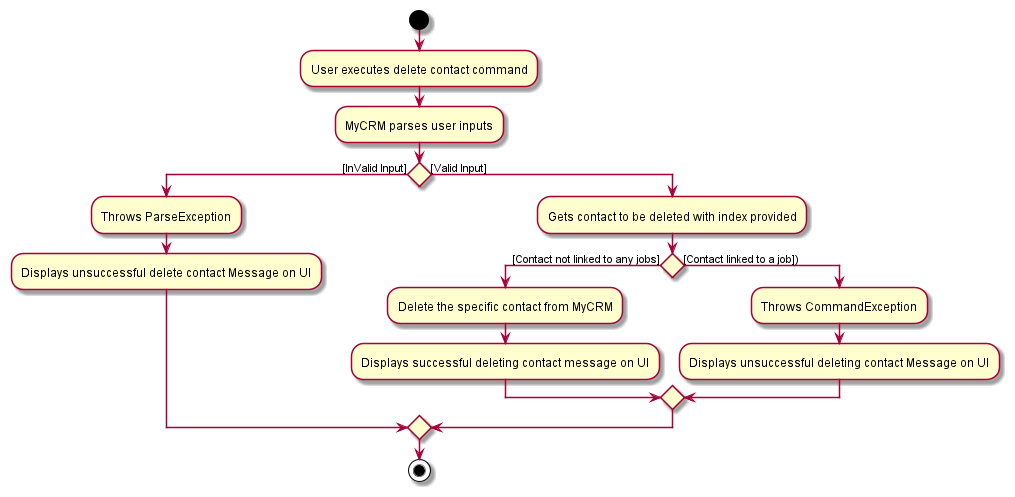 User executes delete contact command
MyCRM parses user inputs
[InValid Input]
[Valid Input]
Throws ParseException
Gets contact to be deleted with index provided
Displays unsuccessful delete contact Message on UI
[Contact not linked to any jobs]
[Contact linked to a job])
Delete the specific contact from MyCRM
Throws CommandException
Displays successful deleting contact message on UI
Displays unsuccessful deleting contact Message on UI